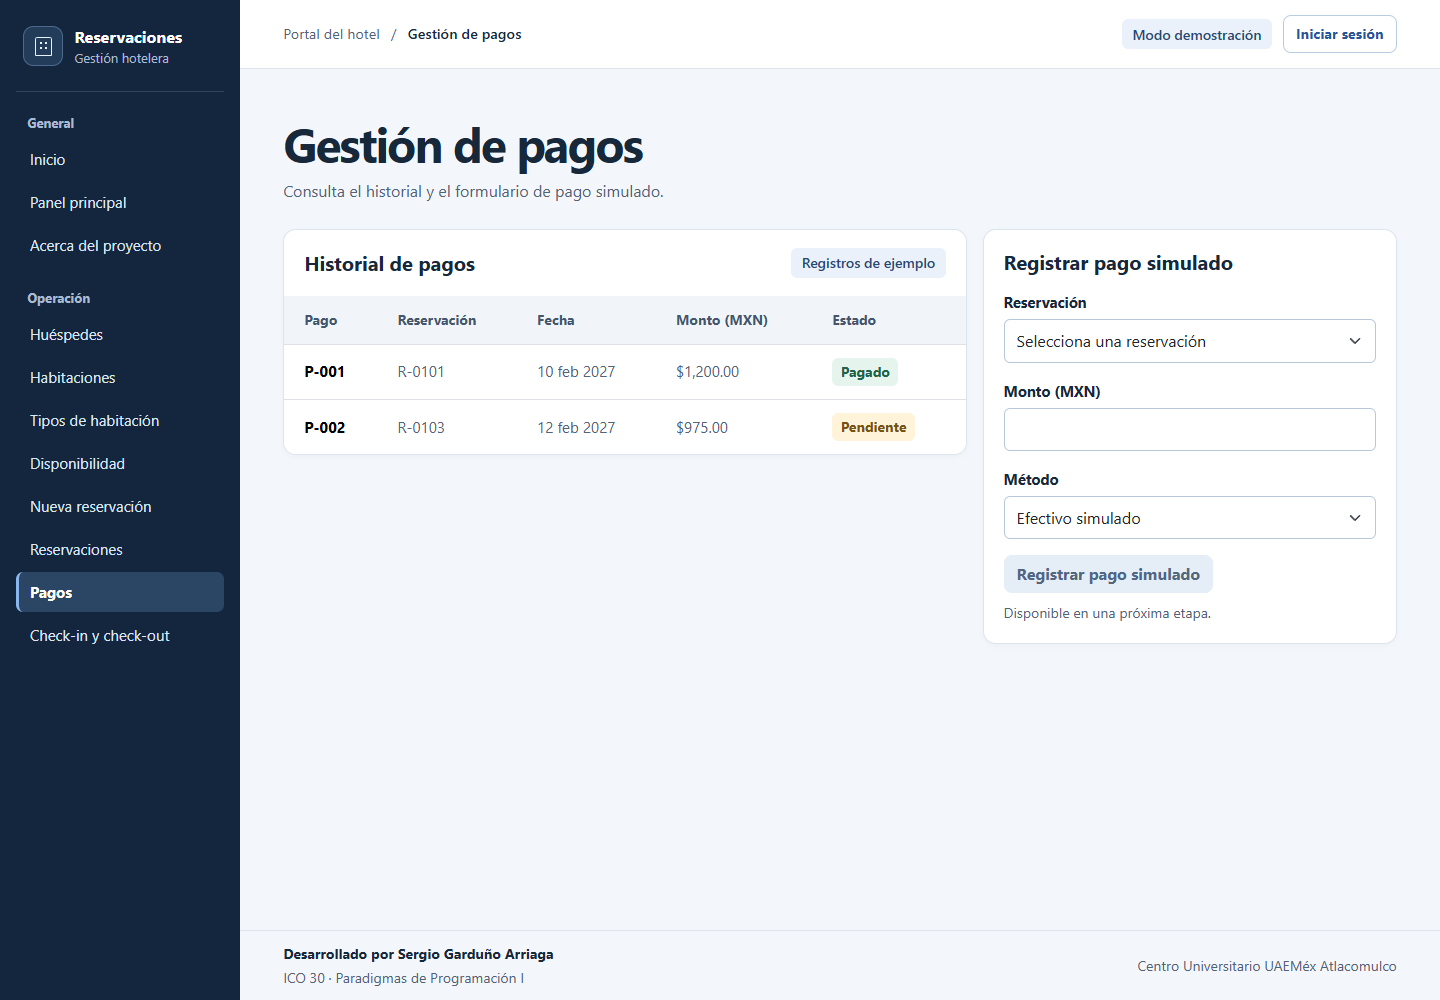 Reservaciones
Gestión hotelera
General
Inicio
Panel principal
Acerca del proyecto
Operación
Huéspedes
Habitaciones
Tipos de habitación
Disponibilidad
Nueva reservación
Reservaciones
Pagos
Check-in y check-out
Portal del hotel / Gestión de pagos
Modo demostración
Iniciar sesión
Gestión de pagos
Consulta el historial y el formulario de pago simulado.
Historial de pagos
Registros de ejemplo
Pago Reservación Fecha Monto (MXN) Estado
P-001 R-0101 10 feb 2027 $1,200.00 Pagado
P-002 R-0103 12 feb 2027 $975.00 Pendiente
Registrar pago simulado
Reservación
Selecciona una reservación
Monto (MXN)
Método
Efectivo simulado
Registrar pago simulado
Disponible en una próxima etapa.
Desarrollado por Sergio Garduño Arriaga
ICO 30 · Paradigmas de Programación I
Centro Universitario UAEMéx Atlacomulco